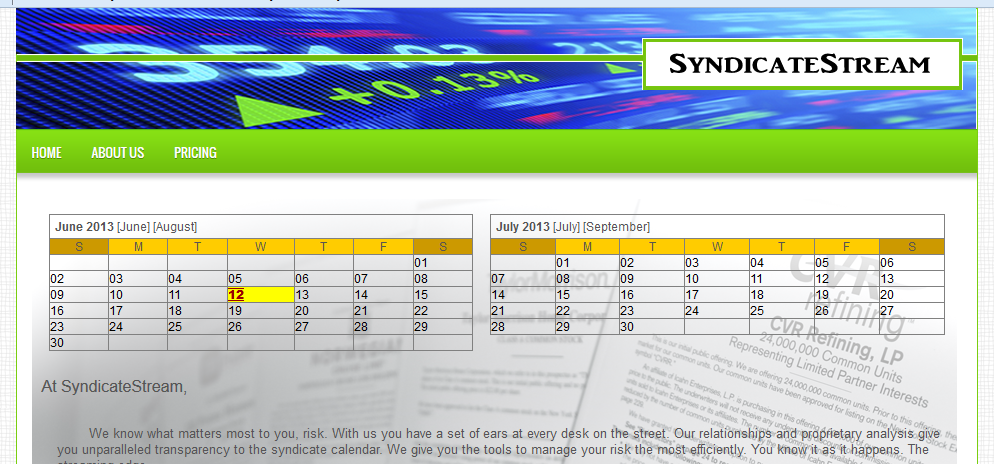 554.03 213
+0.13%
SYNDICATESTREAM
HOME ABOUT US PRICING
June 2013 [June] [August]
S M T W T F S
01
02 03 04 05 06 07 08
09 10 11 12 13 14 15
16 17 18 19 20 21 22
23 24 25 26 27 28 29
30
July 2013 [July] [September]
S M T W T F S
01 02 03 04 05 06
07 08 09 10 11 12 13
14 15 16 17 18 19 20
21 22 23 24 25 26 27
28 29 30
CVR
refining
CVR Refining, LP
24,000,000 Common Units
Representing Limited Partner Interests
At SyndicateStream,
We know what matters most to you, risk. With us you have a set of ears at every desk on the street. Our relationships and proprietary analysis give
you unparalleled transparency to the syndicate calendar. We give you the tools to manage your risk the most efficiently. You know it as it happens. The